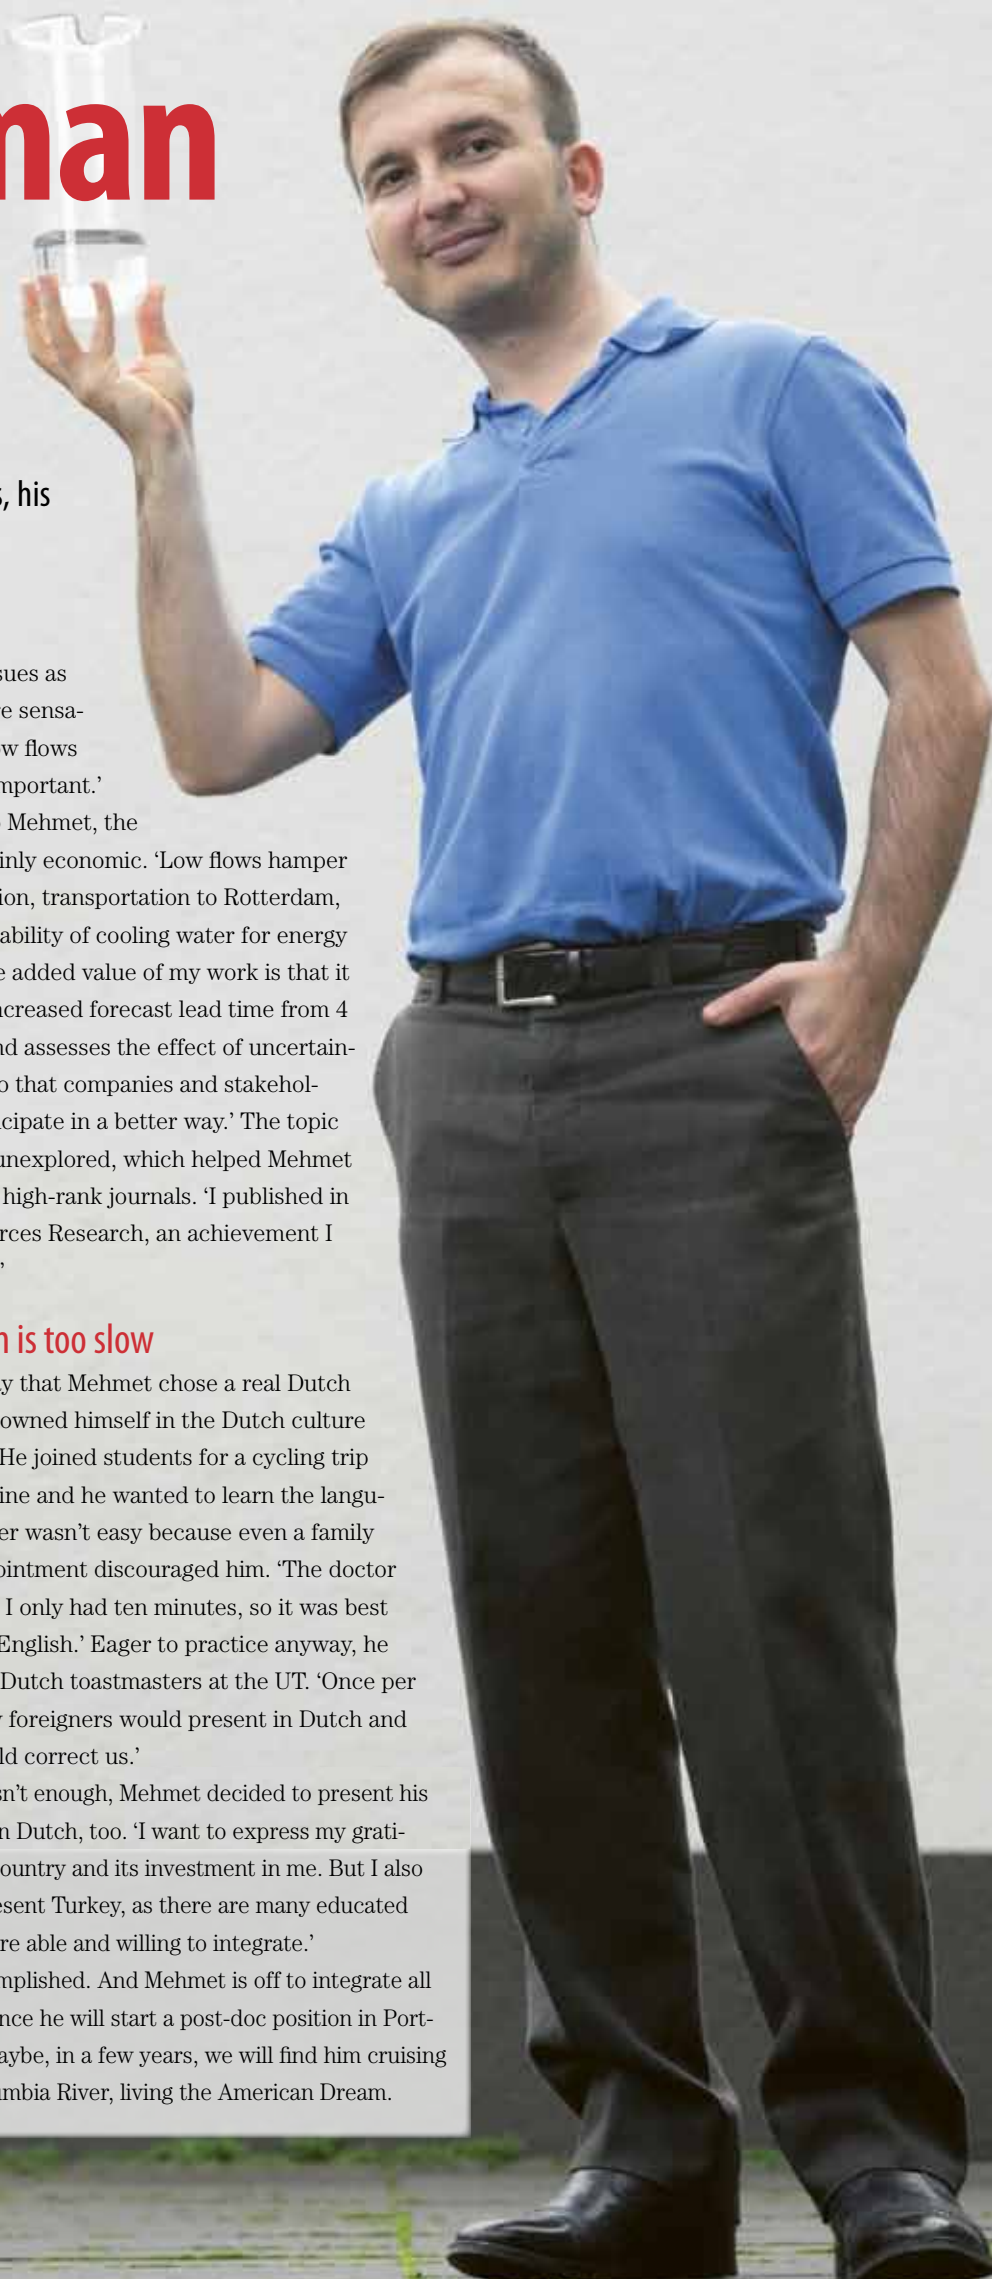 nan
s, his
sues as
e sensa-
w flows
mportant.'
Mehmet, the
inly economic. 'Low flows hamper
ion, transportation to Rotterdam,
ability of cooling water for energy
e added value of my work is that it
ncreased forecast lead time from 4
nd assesses the effect of uncertain-
o that companies and stakehol-
cipate in a better way.' The topic
unexplored, which helped Mehmet
high-rank journals. 'I published in
rces Research, an achievement I
'
n is too slow
y that Mehmet chose a real Dutch
owned himself in the Dutch culture
He joined students for a cycling trip
ine and he wanted to learn the langu-
er wasn't easy because even a family
ointment discouraged him. 'The doctor
I only had ten minutes, so it was best
English.' Eager to practice anyway, he
Dutch toastmasters at the UT. 'Once per
y foreigners would present in Dutch and
ld correct us.'
sn't enough, Mehmet decided to present his
n Dutch, too. 'I want to express my grati-
ountry and its investment in me. But I also
esent Turkey, as there are many educated
re able and willing to integrate.'
mplished. And Mehmet is off to integrate all
nce he will start a post-doc position in Port-
aybe, in a few years, we will find him cruising
umbia River, living the American Dream.